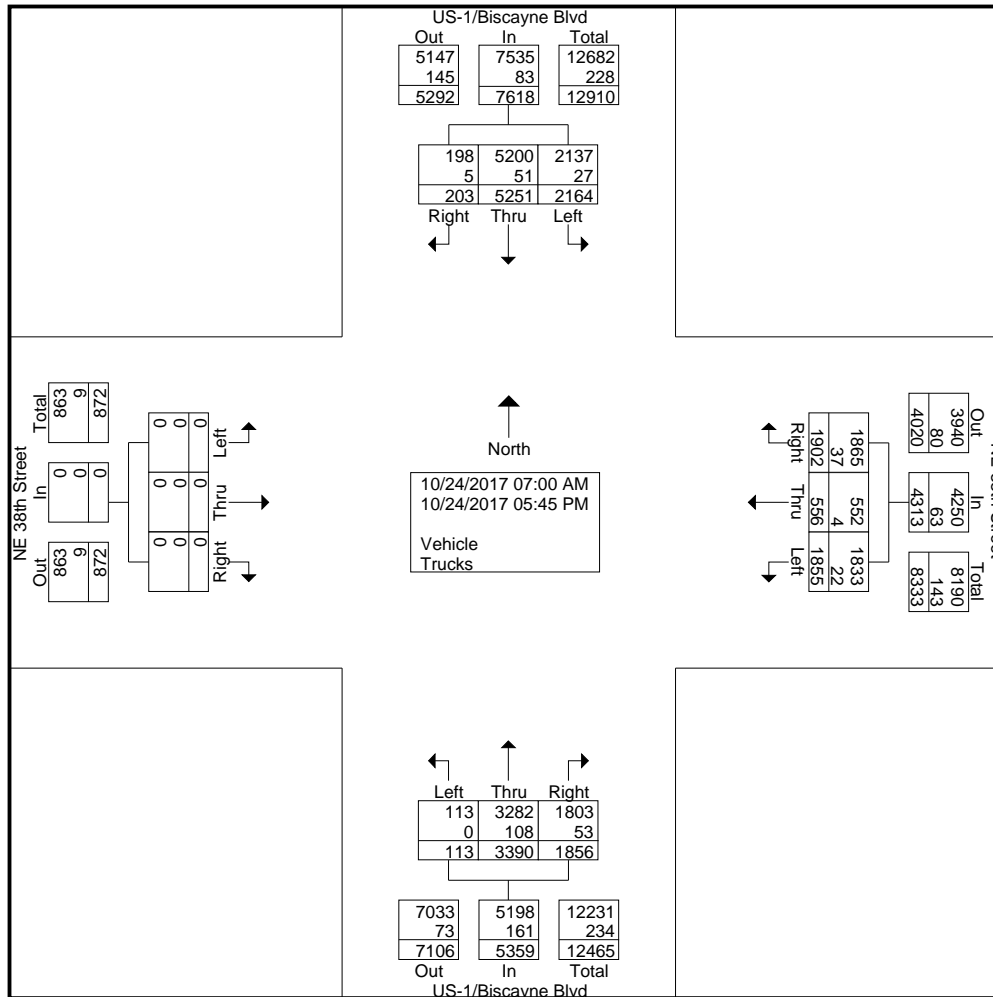 US-1/Biscayne Blvd
Out In Total
5147 7535 12682
145 83 228
5292 7618 12910
198 5200 2137
5 51 27
203 5251 2164
Right Thru Left
NE 38th Street
Total In Out
863 0 863
9 0 9
872 0 872
Left Thru Right
0 0 0
0 0 0
0 0 0
North
10/24/2017 07:00 AM
10/24/2017 05:45 PM
Vehicle
Trucks
Right Thru Left
1865 552 1833
37 4 22
1902 556 1855
Out In Total
3940 4250 8190
80 63 143
4020 4313 8333
Street
Left Thru Right
113 3282 1803
0 108 53
113 3390 1856
7033 5198 12231
73 161 234
7106 5359 12465
Out In Total
US-1/Biscayne Blvd